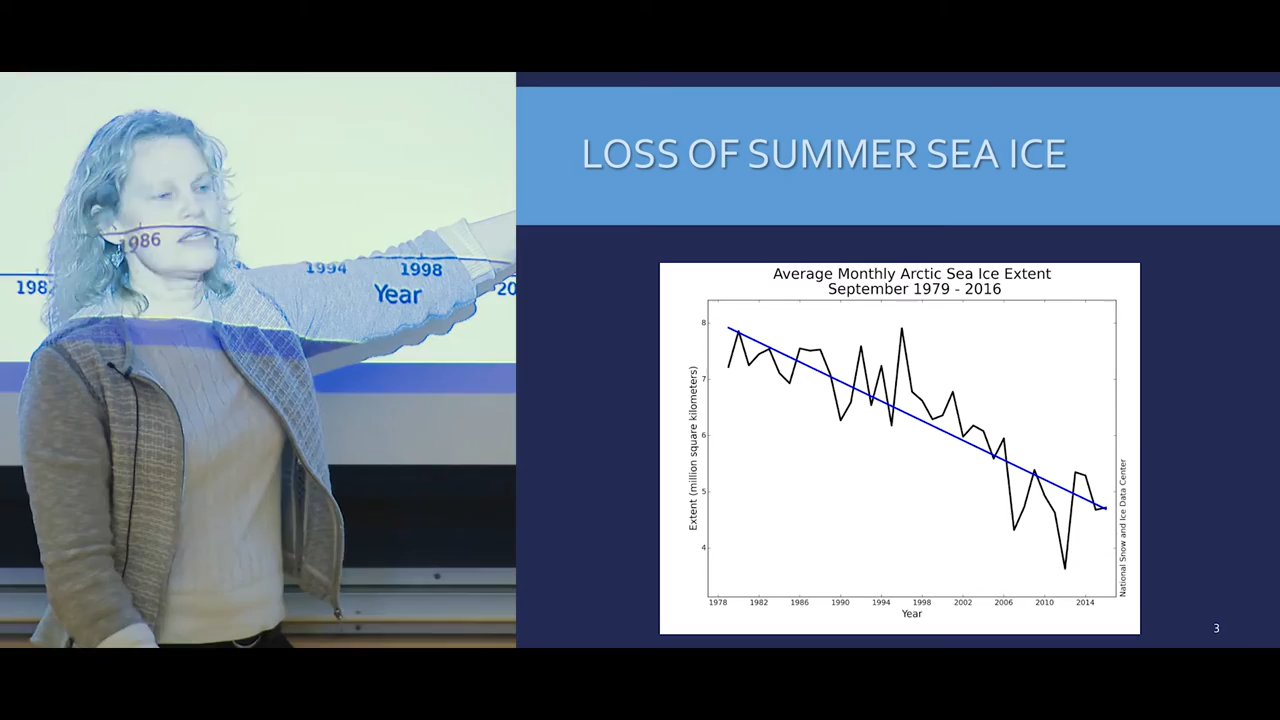 198
1986
1994
1998
20
Year
LOSS OF SUMMER SEA ICE
Average Monthly Arctic Sea Ice Extent
September 1979 - 2016
8
7
6
5
4
Extent (million square kilometers)
1978 1982 1986 1990 1994 1998 2002 2006 2010 2014
Year
National Snow and Ice Data Center
3